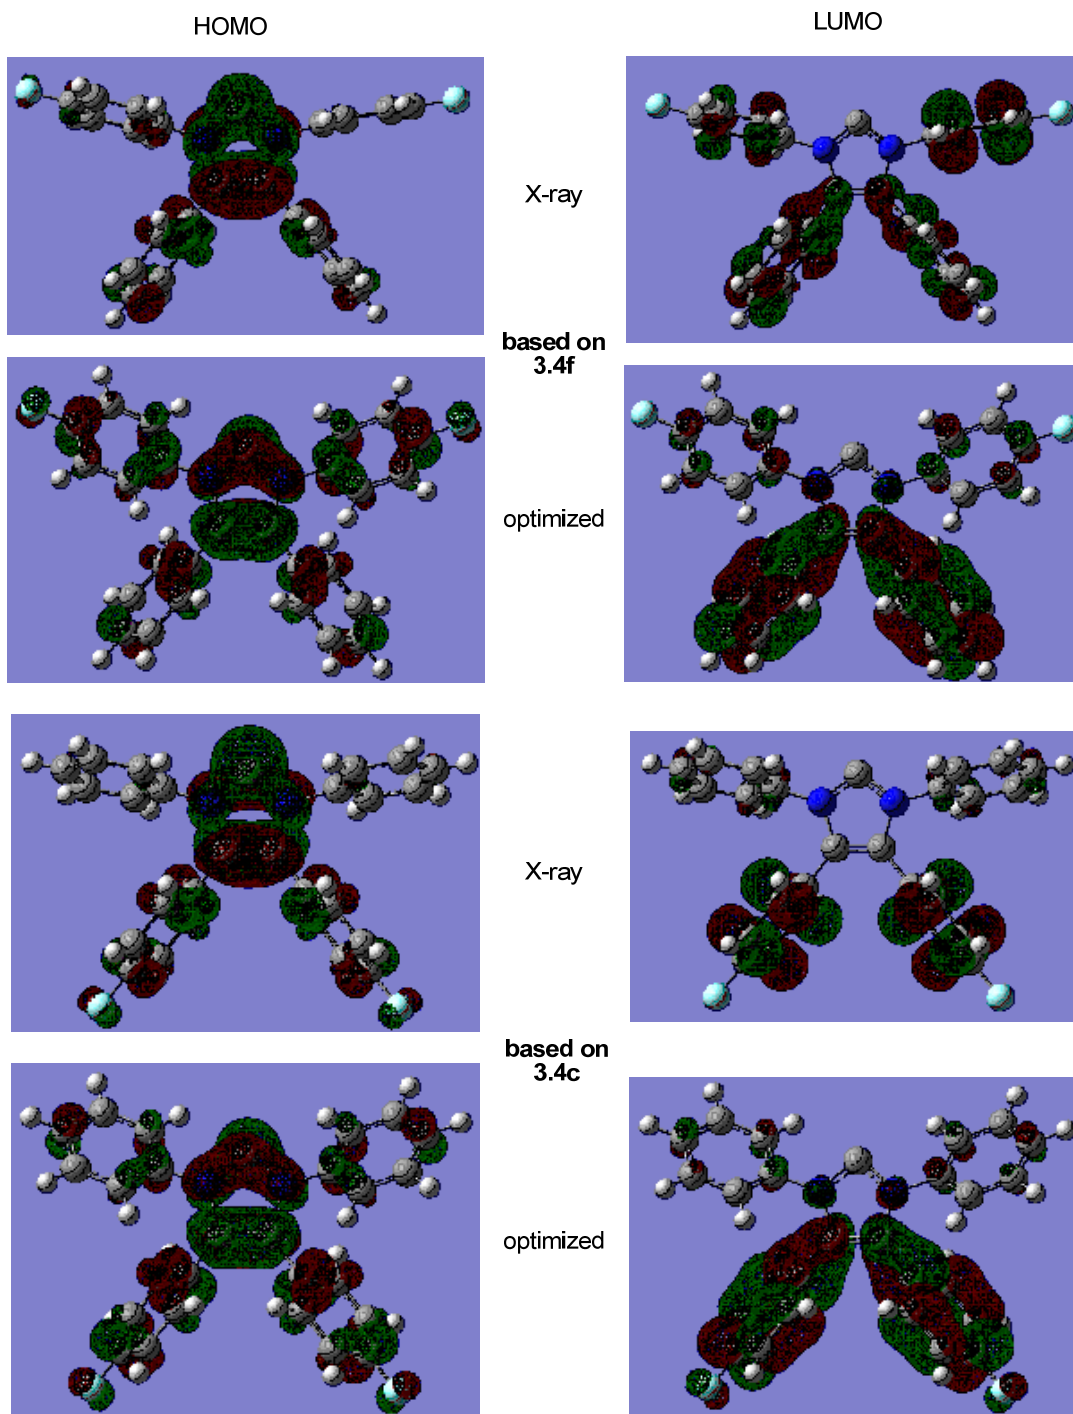 HOMO
LUMO
X-ray
based on
3.4f
optimized
X-ray
based on
3.4c
optimized